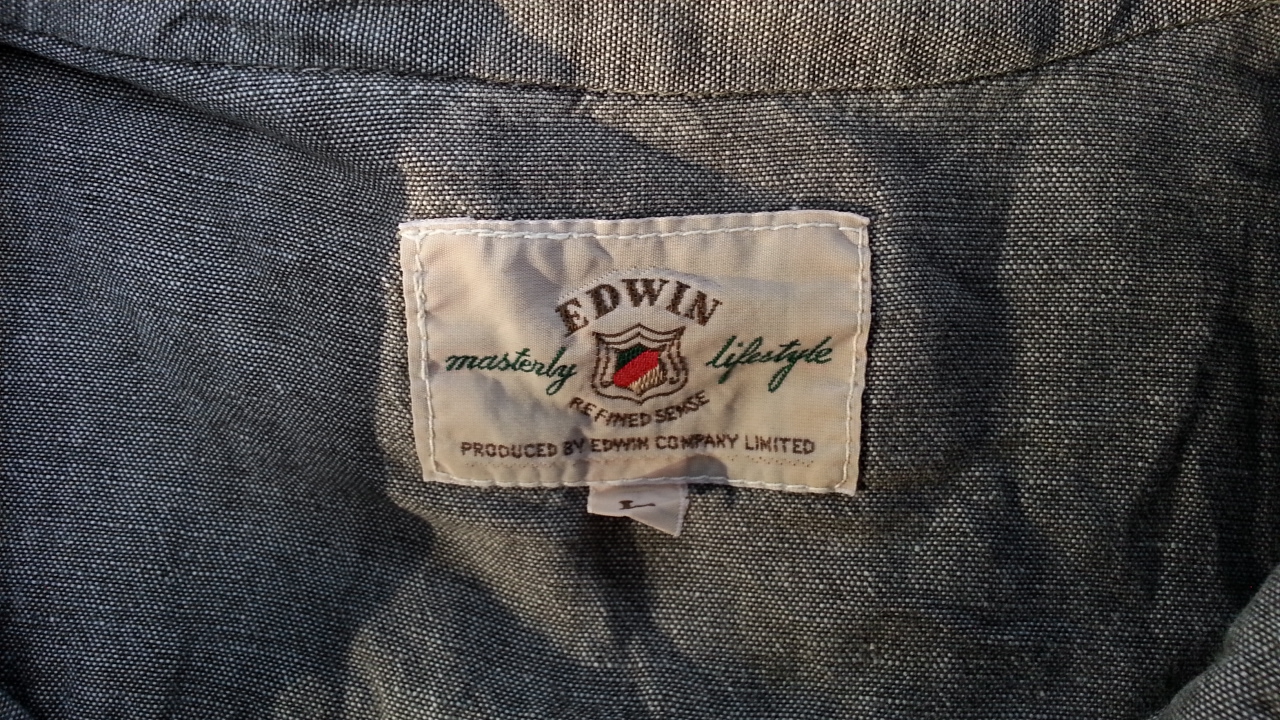 EDWIN
masterly lifestyle
REFINED SENSE
PRODUCED BY EDWIN COMPANY LIMITED
L